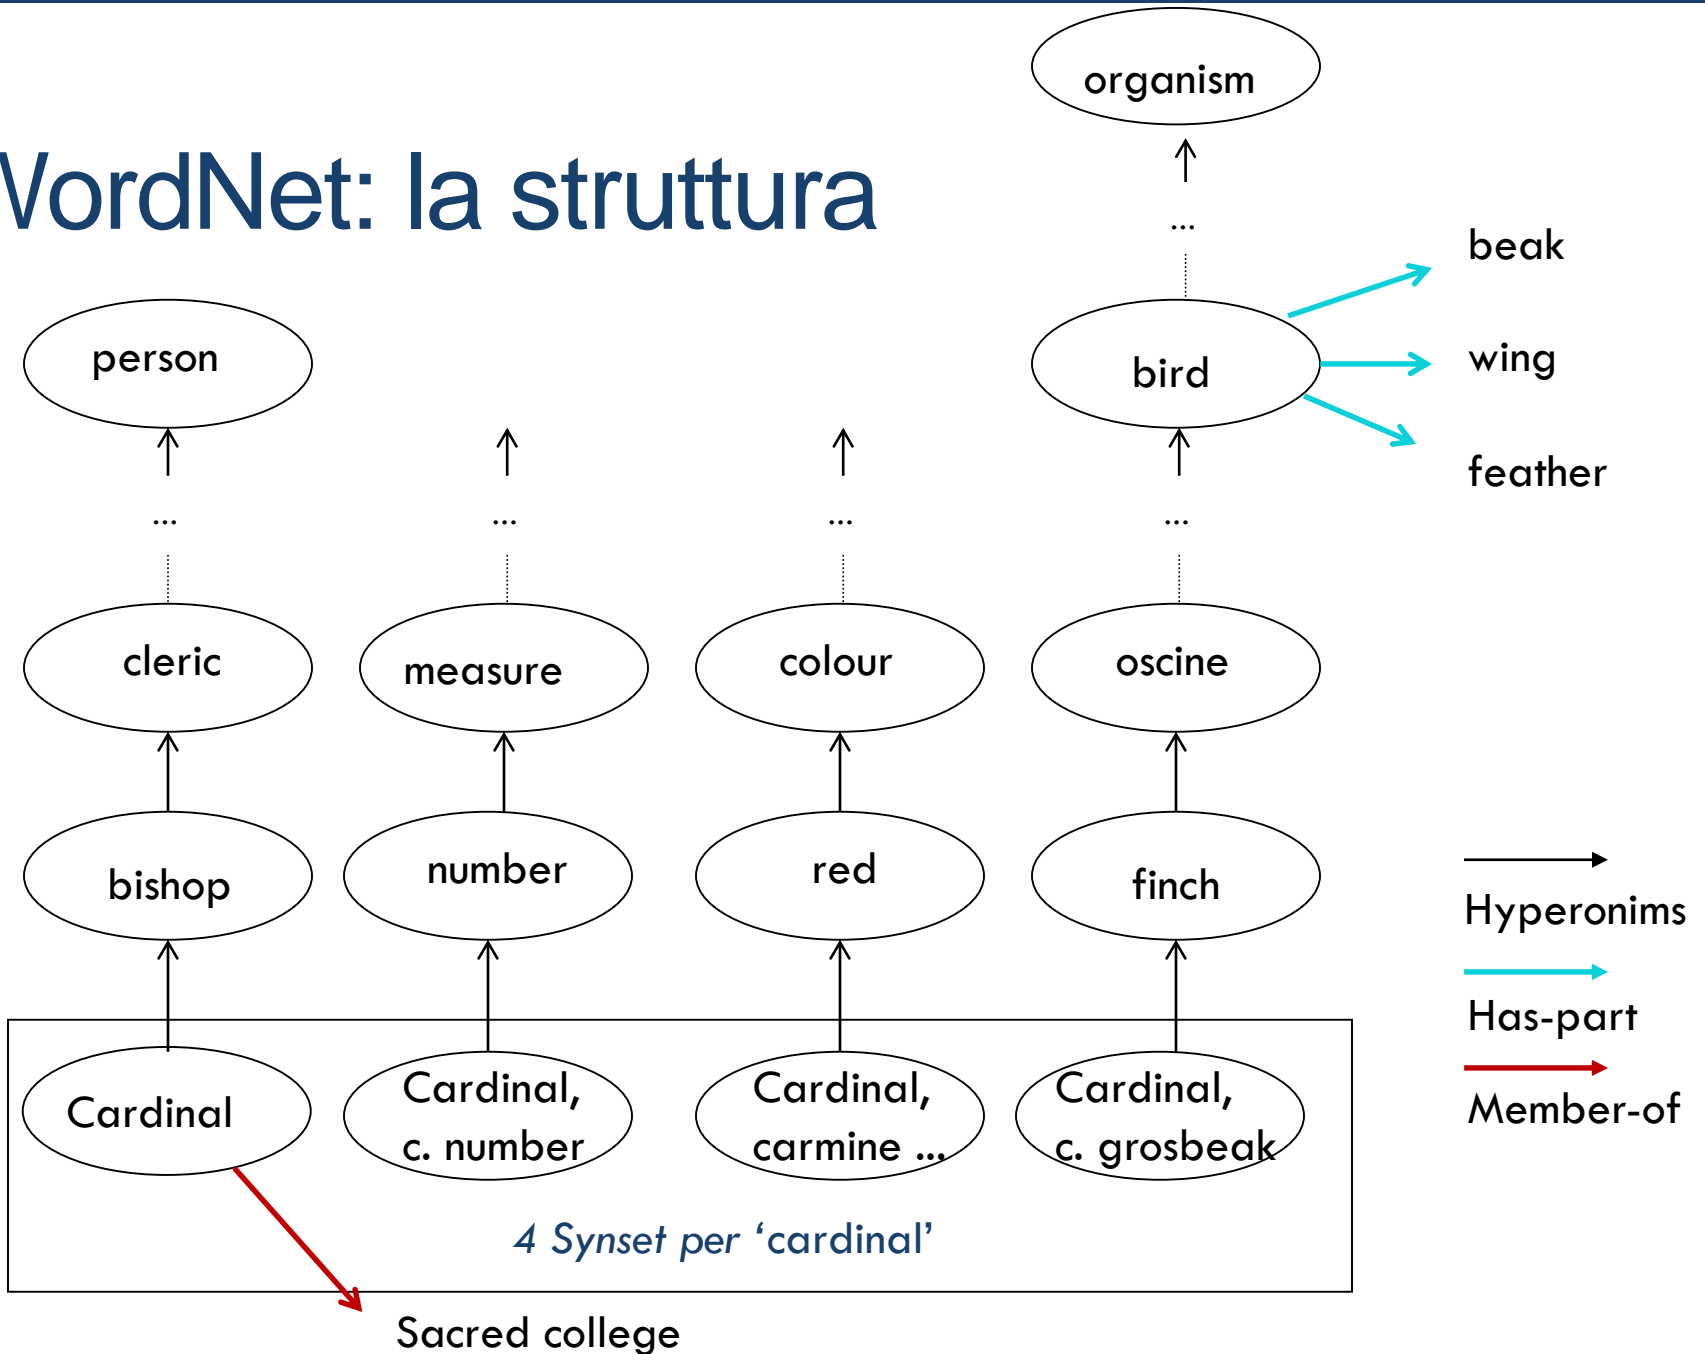 organism
WordNet: la struttura
...
beak
person
bird
wing
feather
...
...
...
...
cleric
measure
colour
oscine
bishop
number
red
finch
Hyperonims
Has-part
Member-of
Cardinal
Cardinal,
c. number
Cardinal,
carmine ...
Cardinal,
c. grosbeak
4 Synset per ‘cardinal’
Sacred college